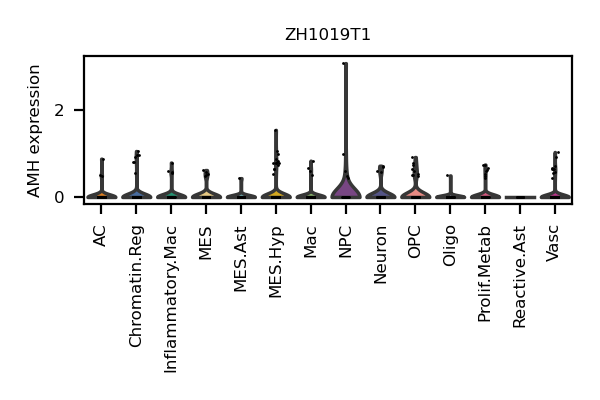 ZH1019T1
AMH expression
2
0
AC
Chromatin.Reg
Inflammatory.Mac
MES
MES.Ast
MES.Hyp
Mac
NPC
Neuron
OPC
Oligo
Prolif.Metab
Reactive.Ast
Vasc